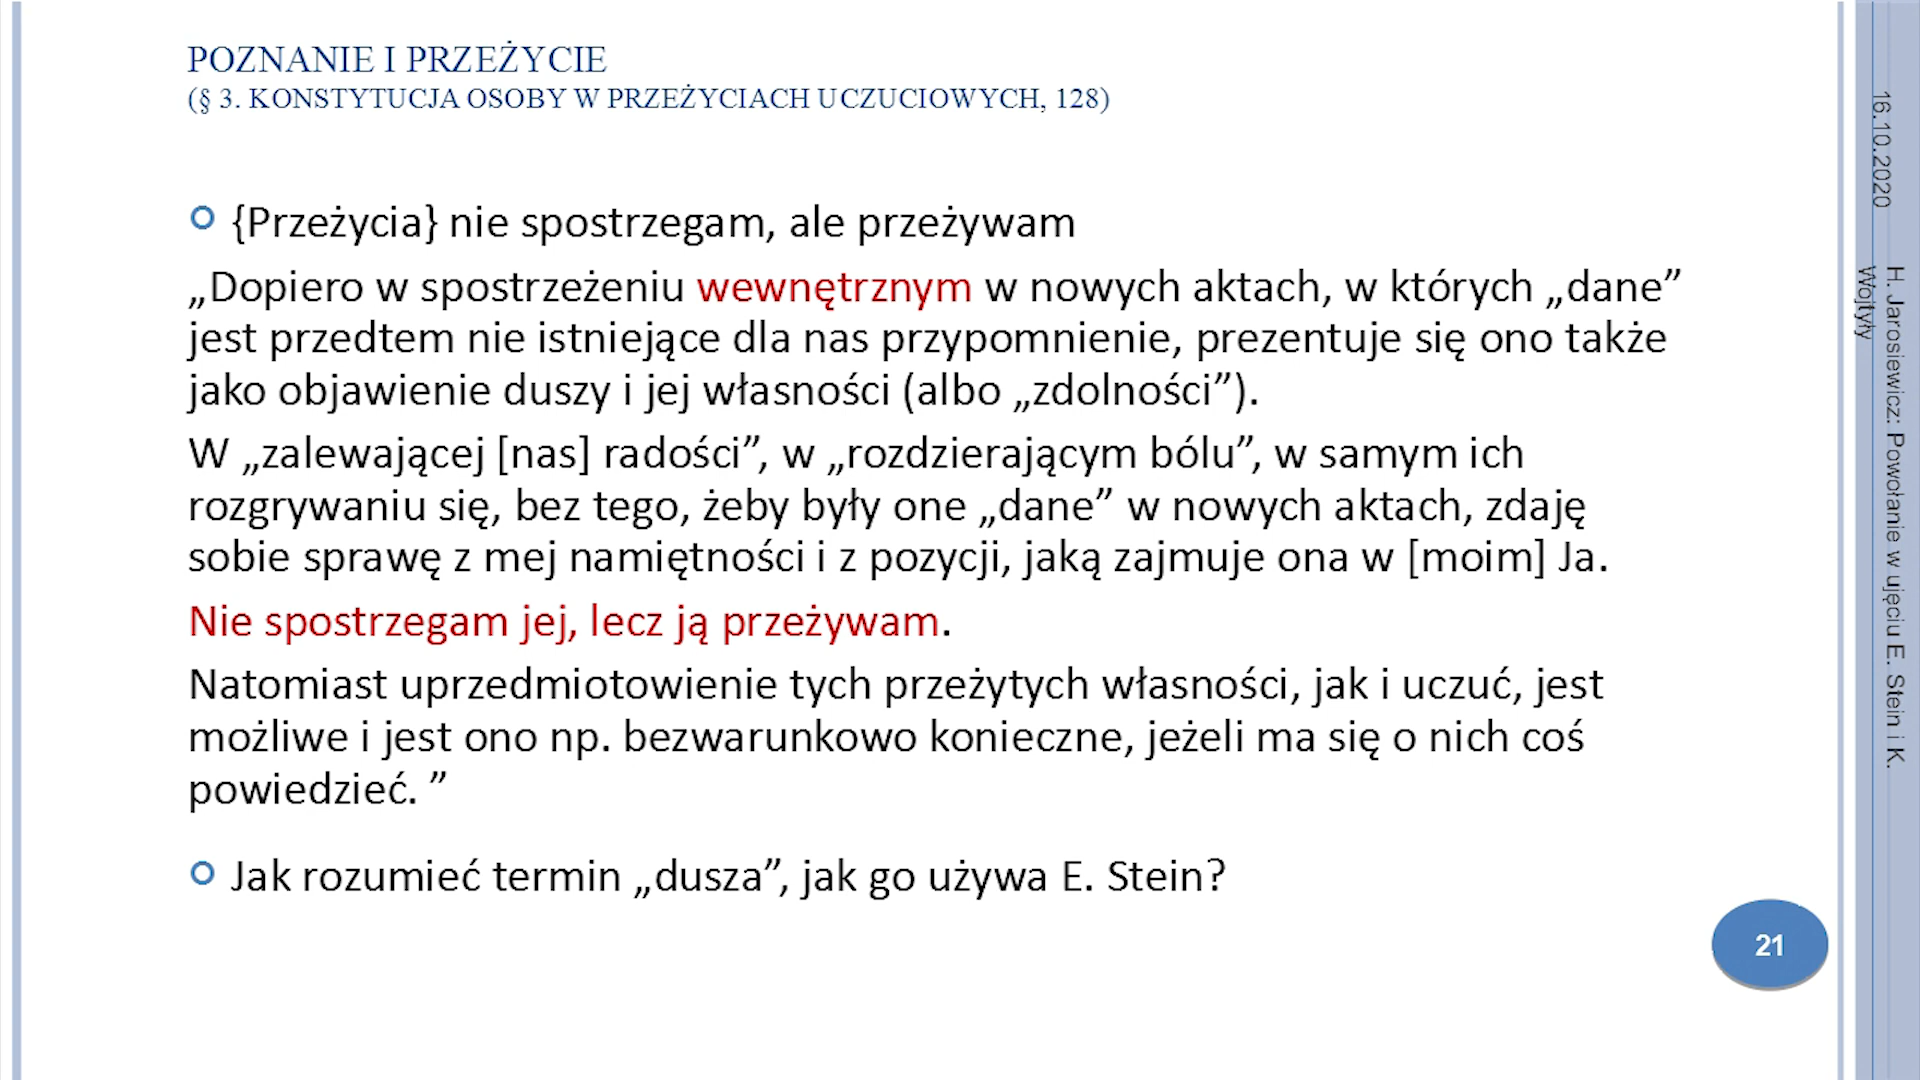 POZNANIE I PRZEŻYCIE
(§ 3. KONSTYTUCJA OSOBY W PRZEŻYCIACH UCZUCIOWYCH, 128)
{Przeżycia} nie spostrzegam, ale przeżywam
„Dopiero w spostrzeżeniu wewnętrznym w nowych aktach, w których „dane”
jest przedtem nie istniejące dla nas przypomnienie, prezentuje się ono także
jako objawienie duszy i jej własności (albo „zdolności”).
W „zalewającej [nas] radości”, w „rozdzierającym bólu”, w samym ich
rozgrywaniu się, bez tego, żeby były one „dane” w nowych aktach, zdaję
sobie sprawę z mej namiętności i z pozycji, jaką zajmuje ona w [moim] Ja.
Nie spostrzegam jej, lecz ją przeżywam.
Natomiast uprzedmiotowienie tych przeżytych własności, jak i uczuć, jest
możliwe i jest ono np. bezwarunkowo konieczne, jeżeli ma się o nich coś
powiedzieć. ”
Jak rozumieć termin „dusza”, jak go używa E. Stein?
16.10.2020
H. Jarosiewicz: Powołanie w ujęciu E. Stein i K.
Wojtyły
21